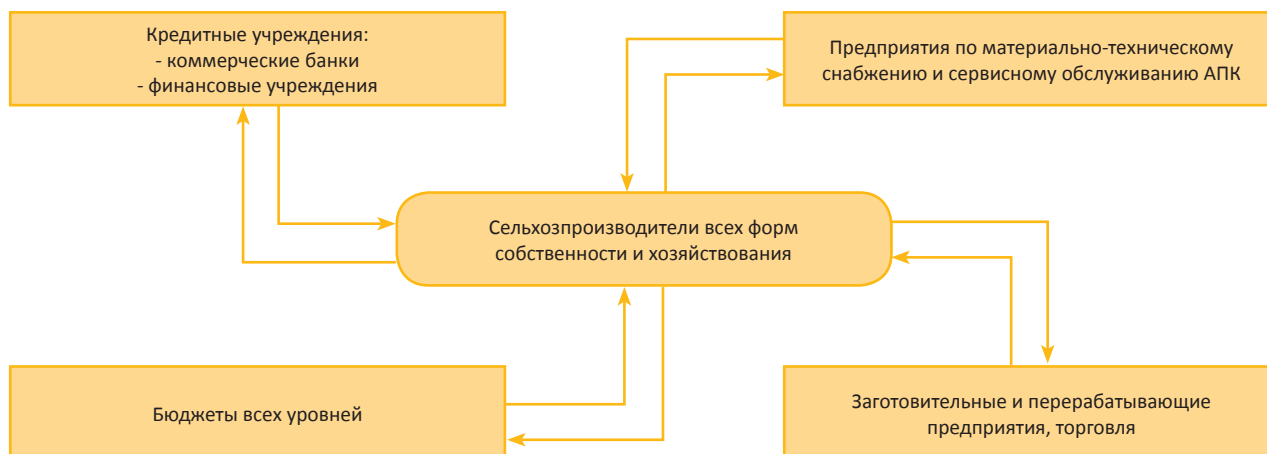 Кредитные учреждения:
- коммерческие банки
- финансовые учреждения
Предприятия по материально-техническому
снабжению и сервисному обслуживанию АПК
Сельхозпроизводители всех форм
собственности и хозяйствования
Бюджеты всех уровней
Заготовительные и перерабатывающие
предприятия, торговля